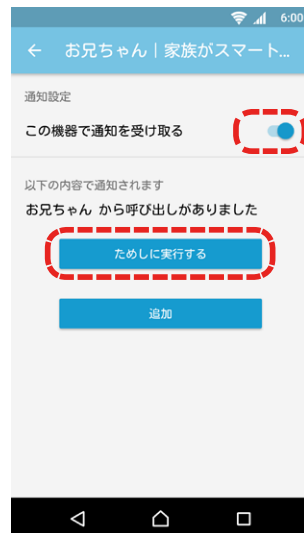 6:00
お兄ちゃん｜家族がスマート...
通知設定
この機器で通知を受け取る
以下の内容で通知されます
お兄ちゃん から呼び出しがありました
ためしに実行する
追加